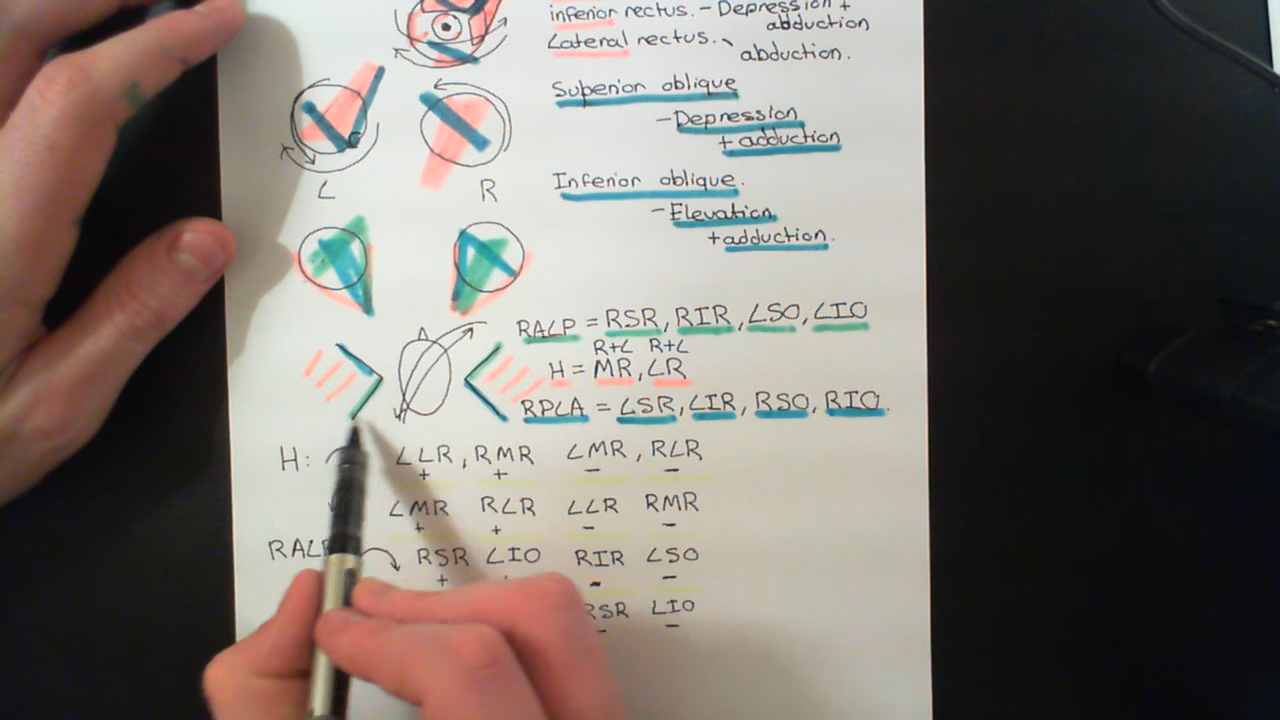 inferior rectus. - Depression +
abduction
Lateral rectus.
abduction.
Superior oblique
- Depression
+ adduction
Inferior oblique.
- Elevation
+ adduction.
L R
RALP = RSR, RIR, LSO, LIO
A
R+L R+L
H = MR, LR
RPLA = LSR, LIR, RSO, RIO.
H: LLR, RMR LMR, RLR
+ + - -
LMR RLR LLR RMR
+ + - -
RALP RSR LIO RIR LSO
+ - -
RSR LIO
- -